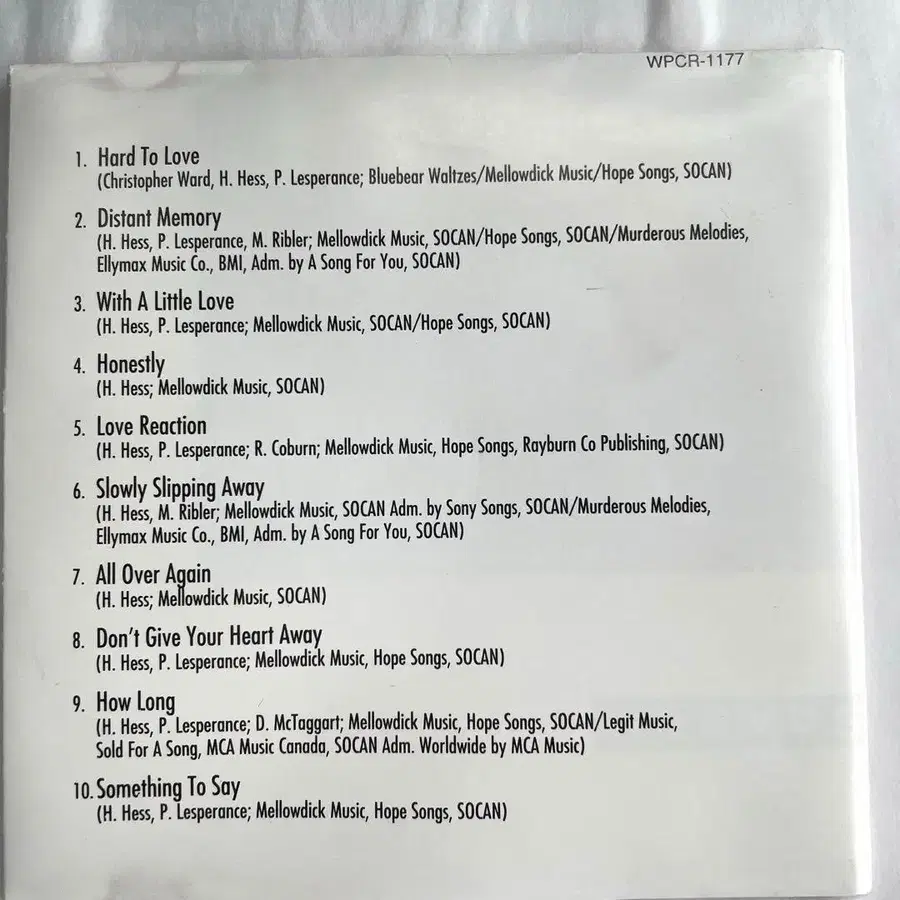 WPCR-1177
1. Hard To Love
(Christopher Ward, H. Hess, P. Lesperance; Bluebear Waltzes/Mellowdick Music/Hope Songs, SOCAN)
2. Distant Memory
(H. Hess, P. Lesperance, M. Ribler; Mellowdick Music, SOCAN/Hope Songs, SOCAN/Murderous Melodies,
Ellymax Music Co., BMI, Adm. by A Song For You, SOCAN)
3. With A Little Love
(H. Hess, P. Lesperance; Mellowdick Music, SOCAN/Hope Songs, SOCAN)
4. Honestly
(H. Hess; Mellowdick Music, SOCAN)
5. Love Reaction
(H. Hess, P. Lesperance; R. Coburn; Mellowdick Music, Hope Songs, Rayburn Co Publishing, SOCAN)
6. Slowly Slipping Away
(H. Hess, M. Ribler; Mellowdick Music, SOCAN Adm. by Sony Songs, SOCAN/Murderous Melodies,
Ellymax Music Co., BMI, Adm. by A Song For You, SOCAN)
7. All Over Again
(H. Hess; Mellowdick Music, SOCAN)
8. Don't Give Your Heart Away
(H. Hess, P. Lesperance; Mellowdick Music, Hope Songs, SOCAN)
9. How Long
(H. Hess, P. Lesperance; D. McTaggart; Mellowdick Music, Hope Songs, SOCAN/Legit Music,
Sold For A Song, MCA Music Canada, SOCAN Adm. Worldwide by MCA Music)
10. Something To Say
(H. Hess, P. Lesperance; Mellowdick Music, Hope Songs, SOCAN)